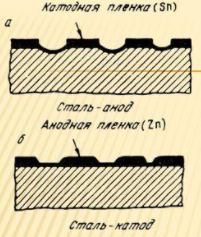 Катодная пленка (Sn)
а
Сталь-анод
Анодная пленка (Zn)
б
Сталь-катод